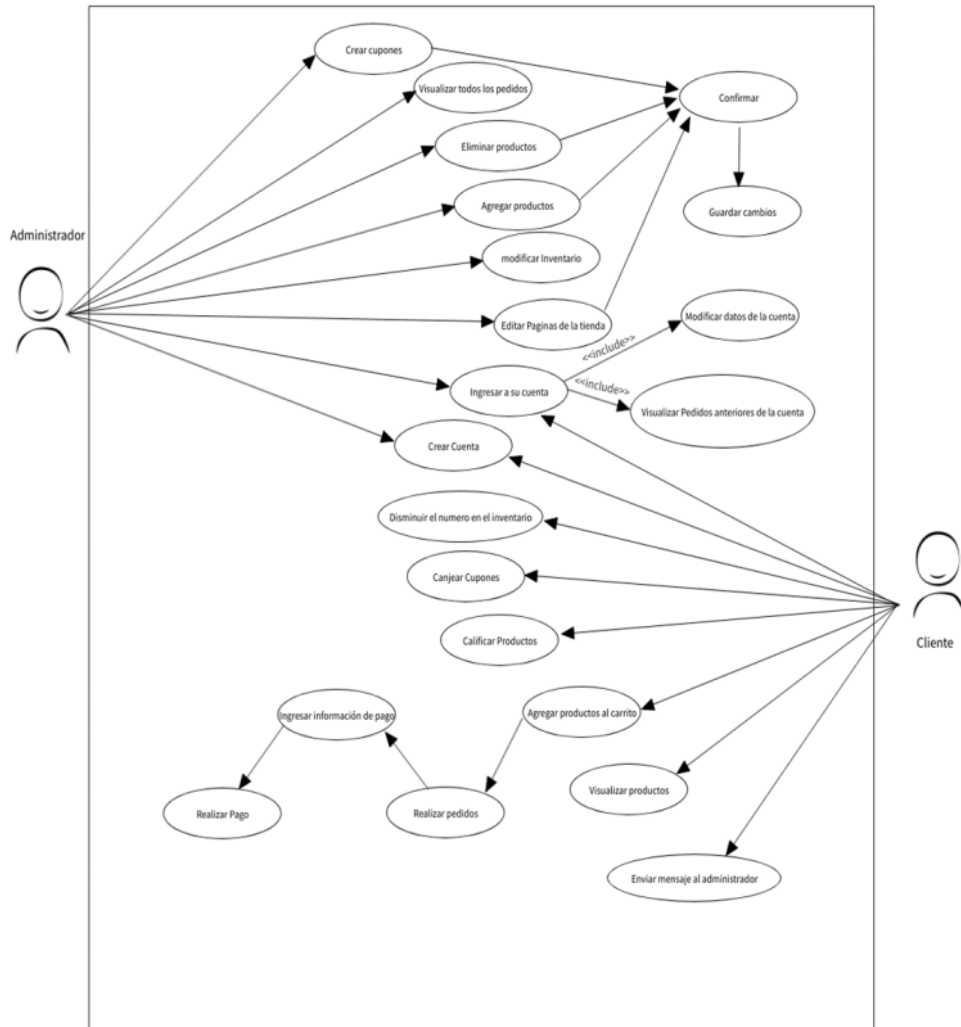 Crear cupones
Visualizar todos los pedidos
Confirmar
Eliminar productos
Agregar productos
Guardar cambios
Administrador
modificar Inventario
Editar Paginas de la tienda
Modificar datos de la cuenta
<<include>>
Ingresar a su cuenta
<<include>>
Visualizar Pedidos anteriores de la cuenta
Crear Cuenta
Disminuir el numero en el inventario
Canjear Cupones
Calificar Productos
Cliente
Ingresar información de pago
Agregar productos al carrito
Visualizar productos
Realizar Pago
Realizar pedidos
Enviar mensaje al administrador